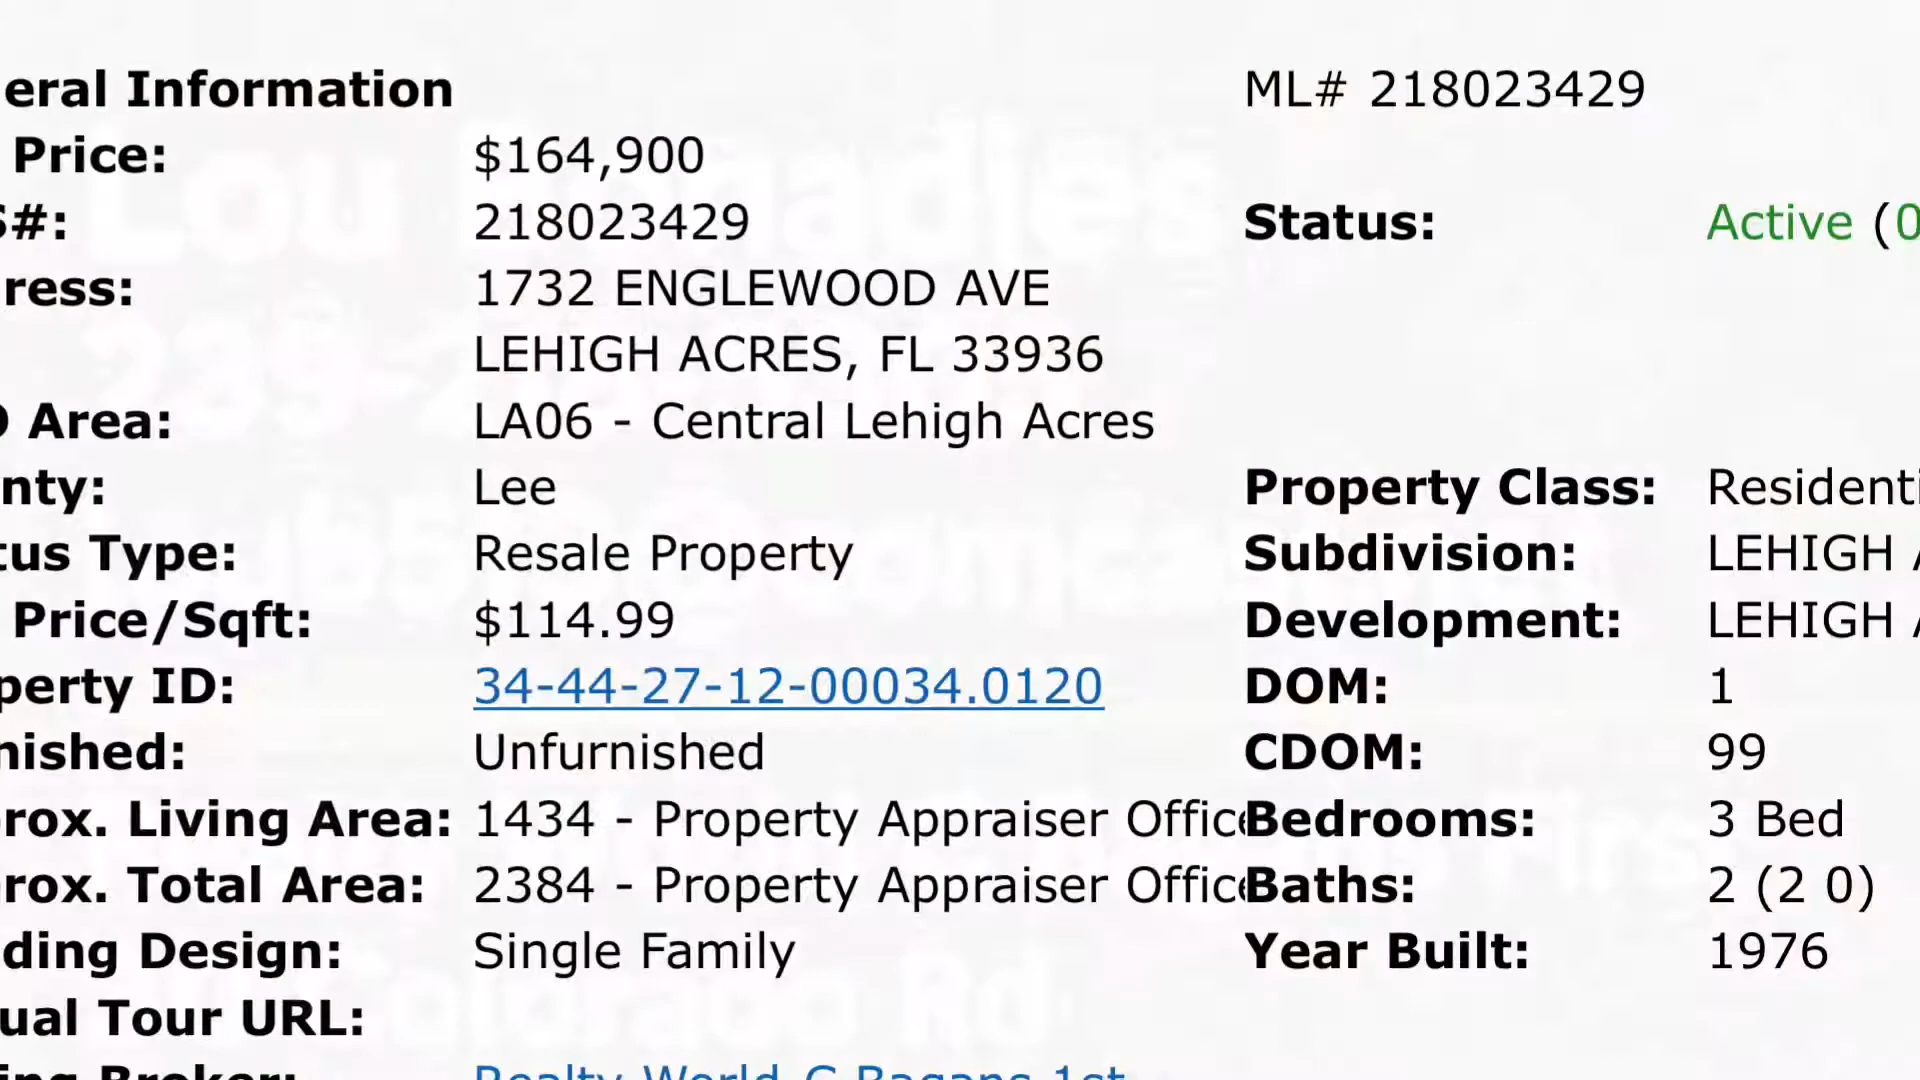 eral Information ML# 218023429
Price: $164,900
#: 218023429 Status: Active (0
ress: 1732 ENGLEWOOD AVE
LEHIGH ACRES, FL 33936
Area: LA06 - Central Lehigh Acres
nty: Lee Property Class: Residenti
tus Type: Resale Property Subdivision: LEHIGH A
Price/Sqft: $114.99 Development: LEHIGH A
perty ID: 34-44-27-12-00034.0120 DOM: 1
nished: Unfurnished CDOM: 99
rox. Living Area: 1434 - Property Appraiser Office Bedrooms: 3 Bed
rox. Total Area: 2384 - Property Appraiser Office Baths: 2 (2 0)
ding Design: Single Family Year Built: 1976
ual Tour URL: